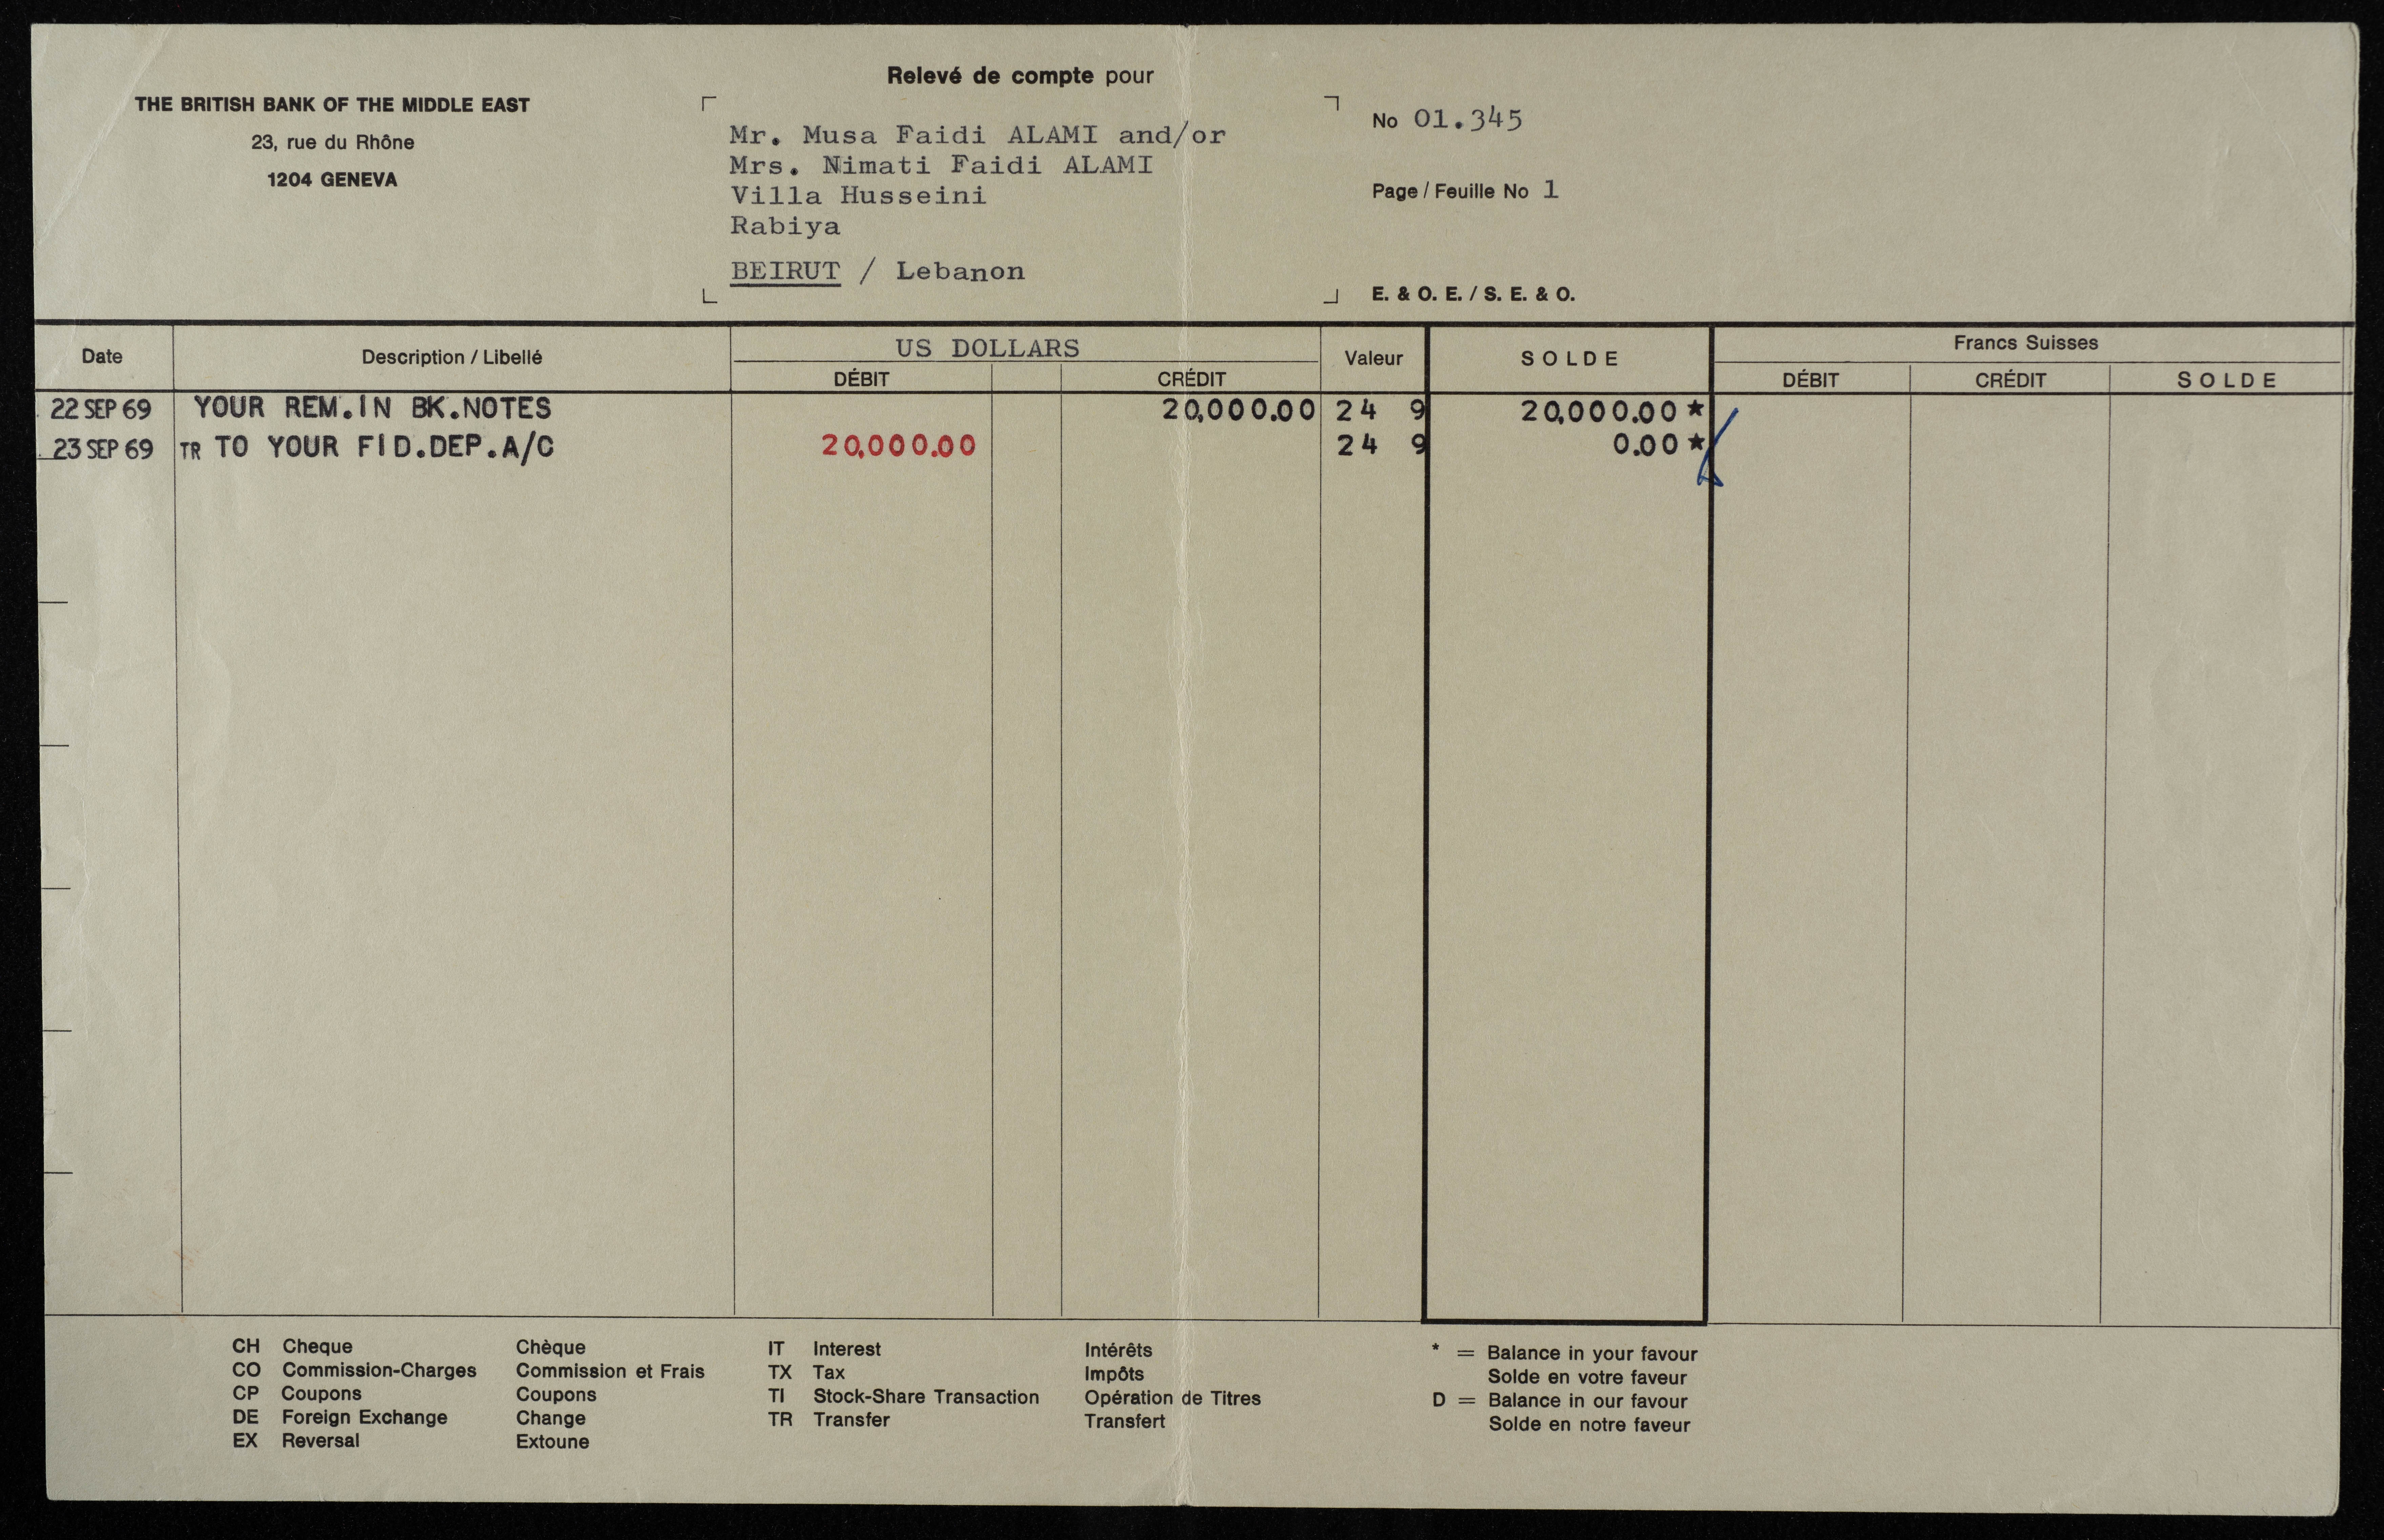 Relevé de compte pour
THE BRITISH BANK OF THE MIDDLE EAST
23, rue du Rhône
1204 GENEVA
Mr. Musa Faidi ALAMI and/or
Mrs. Nimati Faidi ALAMI
Villa Husseini
Rabiya
BEIRUT / Lebanon
No 01.345
Page / Feuille No 1
E. & O. E. / S. E. & O.
Date Description / Libellé US DOLLARS Valeur SOLDE Francs Suisses
DÉBIT CRÉDIT DÉBIT CRÉDIT SOLDE
22 SEP 69 YOUR REM.IN BK.NOTES 20,000.00 24 9 20,000.00 *
23 SEP 69 TR TO YOUR FID.DEP.A/C 20,000.00 24 9 0.00 *
CH Cheque Chèque
CO Commission-Charges Commission et Frais
CP Coupons Coupons
DE Foreign Exchange Change
EX Reversal Extoune
IT Interest Intérêts
TX Tax Impôts
TI Stock-Share Transaction Opération de Titres
TR Transfer Transfert
* = Balance in your favour
Solde en votre faveur
D = Balance in our favour
Solde en notre faveur